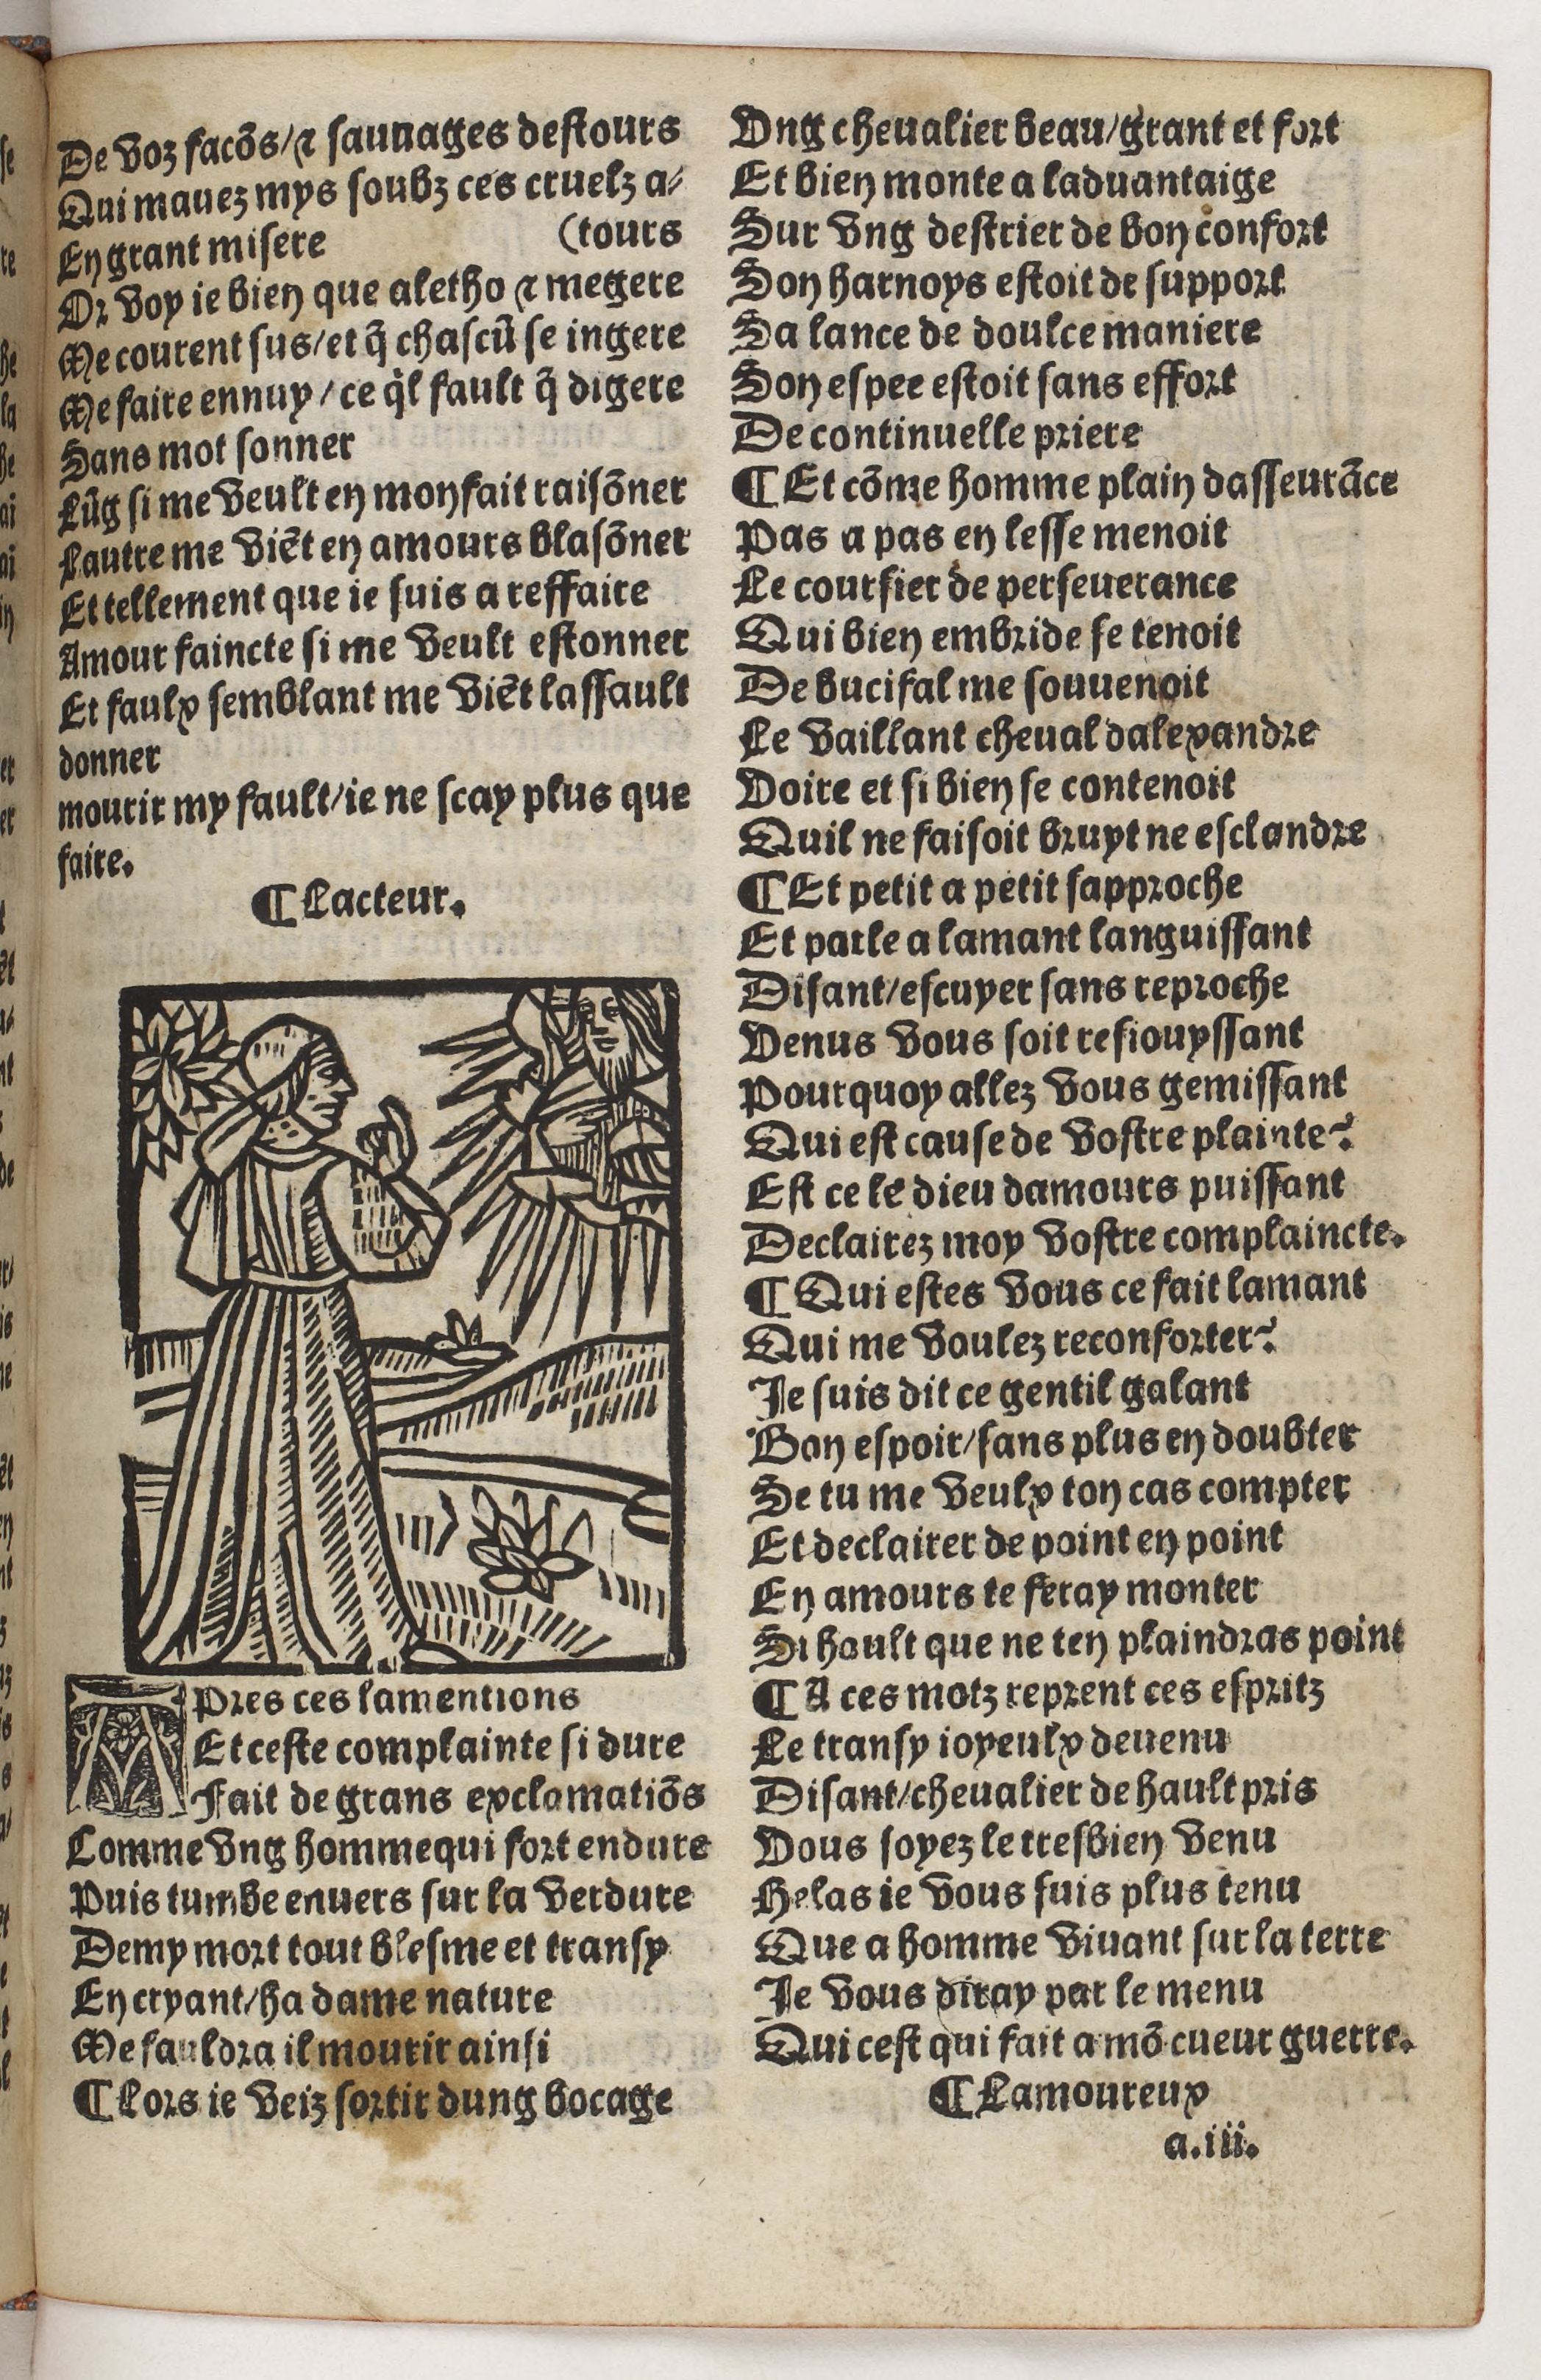 De voz facõs/⁊ sauuages destours
Qui mauez mys soubz ces cruelz a⸗
En grant misere (tours
Or voy ie bien que aletho ⁊ megere
Me courent sus/et q̃ chascũ se ingere
Me faire ennuy/ce q̃l fault q̃ digere
Sans mot sonner
Lũg si me veult en mon fait raisõner
Lautre me viẽt en amours blasõner
Et tellement que ie suis a reffaire
Amour faincte si me veult estonner
Et faulx semblant me viẽt lassault
donner
mourir my fault/ie ne scay plus que
faire.
¶ Lacteur.
APres ces lamentions
Et ceste complainte si dure
Fait de grans exclamatiõs
Comme vng homme qui fort endure
Puis tumbe enuers sur la verdure
Demy mort tout blesme et transy
En cryant/ha dame nature
Me fauldra il mourir ainsi
¶ Lors ie veiz sortir dung bocage
Vng cheualier beau/grant et fort
Et bien monte a laduantaige
Sur vng destrier de bon confort
Son harnoys estoit de support
Sa lance de doulce maniere
Son espee estoit sans effort
De continuelle priere
¶ Et cõme homme plain dasseurãce
Pas a pas en lesse menoit
Le coursier de perseuerance
Qui bien embride se tenoit
De bucifal me souuenoit
Le vaillant cheual dalexandre
Voire et si bien se contenoit
Quil ne faisoit bruyt ne esclandre
¶ Et petit a petit sapproche
Et parle a lamant languissant
Disant/escuyer sans reproche
Venus vous soit resiouyssant
Pourquoy allez vous gemissant
Qui est cause de vostre plainte?
Est ce le dieu damours puissant
Declairez moy vostre complaincte.
¶ Qui estes vous ce fait lamant
Qui me voulez reconforter?
Je suis dit ce gentil galant
Bon espoir/sans plus en doubter
Se tu me veulx ton cas compter
Et declairer de point en point
En amours te feray monter
Si hault que ne ten plaindras point
¶ A ces motz reprent ces espritz
Le transy ioyeulx deuenu
Disant/cheualier de hault pris
Vous soyez le tresbien venu
Helas ie vous suis plus tenu
Que a homme viuant sur la terre
Je vous diray par le menu
Qui cest qui fait a mõ cueur guerre.
¶ Lamoureux
a.iii.